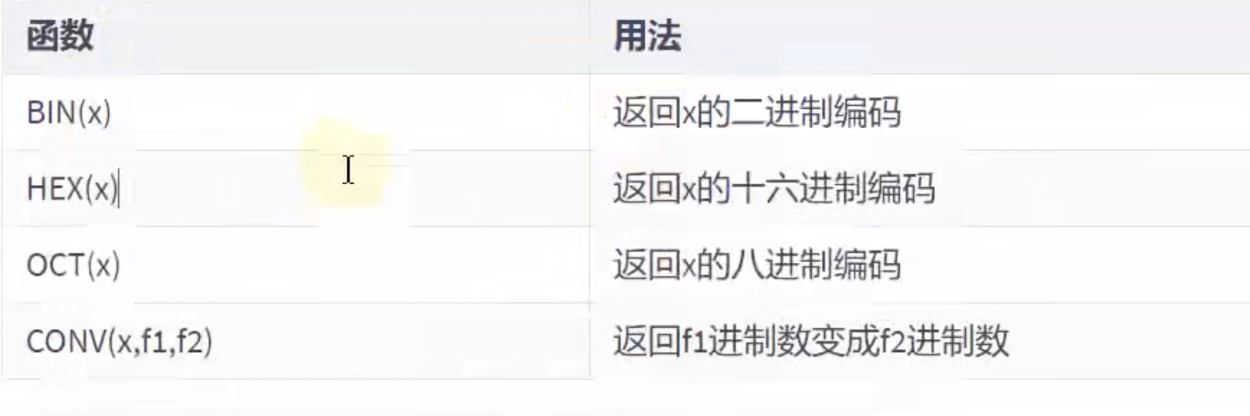 函数 用法
BIN(x) 返回x的二进制编码
HEX(x) 返回x的十六进制编码
OCT(x) 返回x的八进制编码
CONV(x,f1,f2) 返回f1进制数变成f2进制数